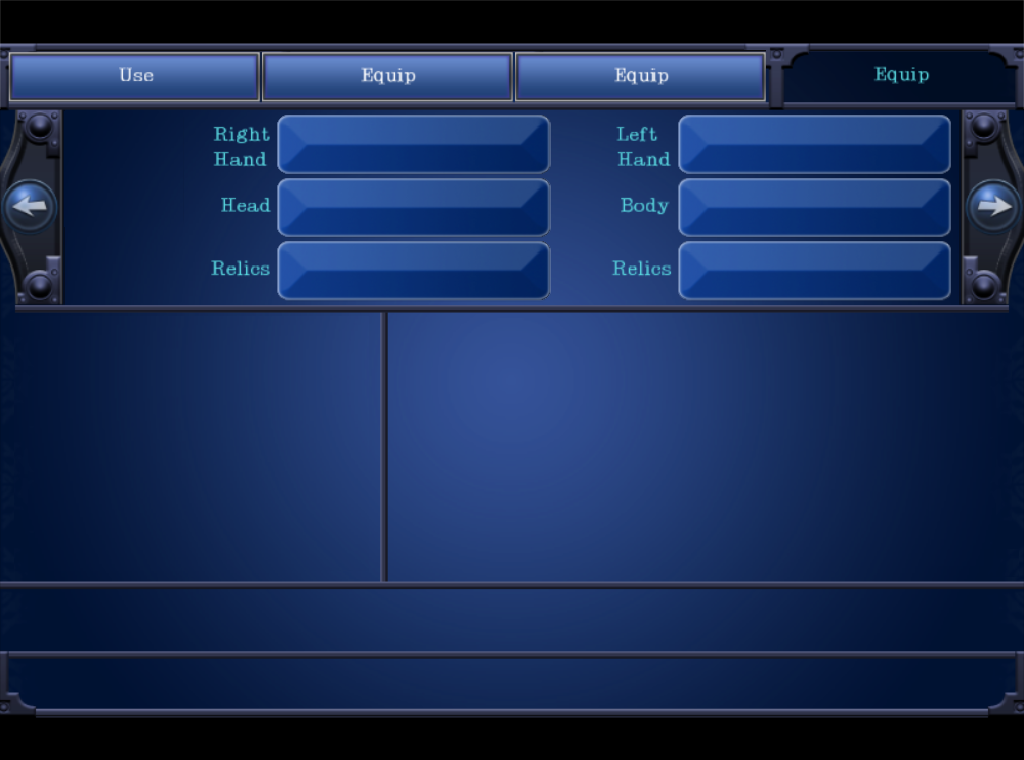 Use
Equip
Equip
Equip
Right
Hand
Left
Hand
Head
Body
Relics
Relics